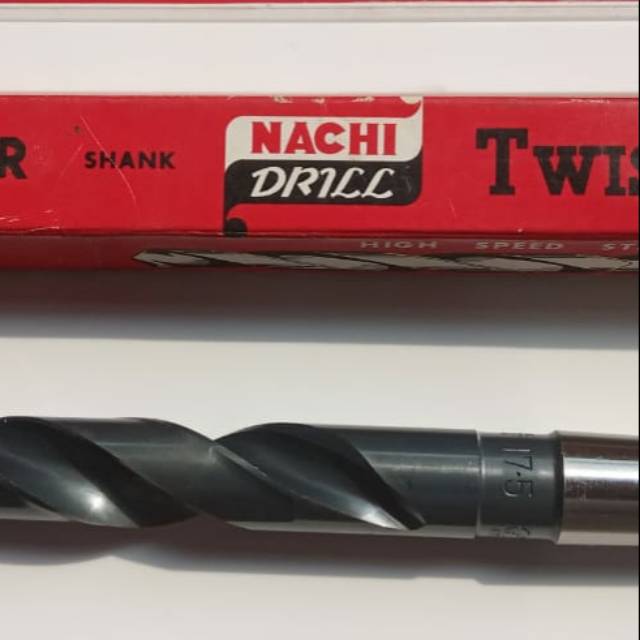 R SHANK
NACHI
DRILL
TWIS
HIGH SPEED ST
17.5